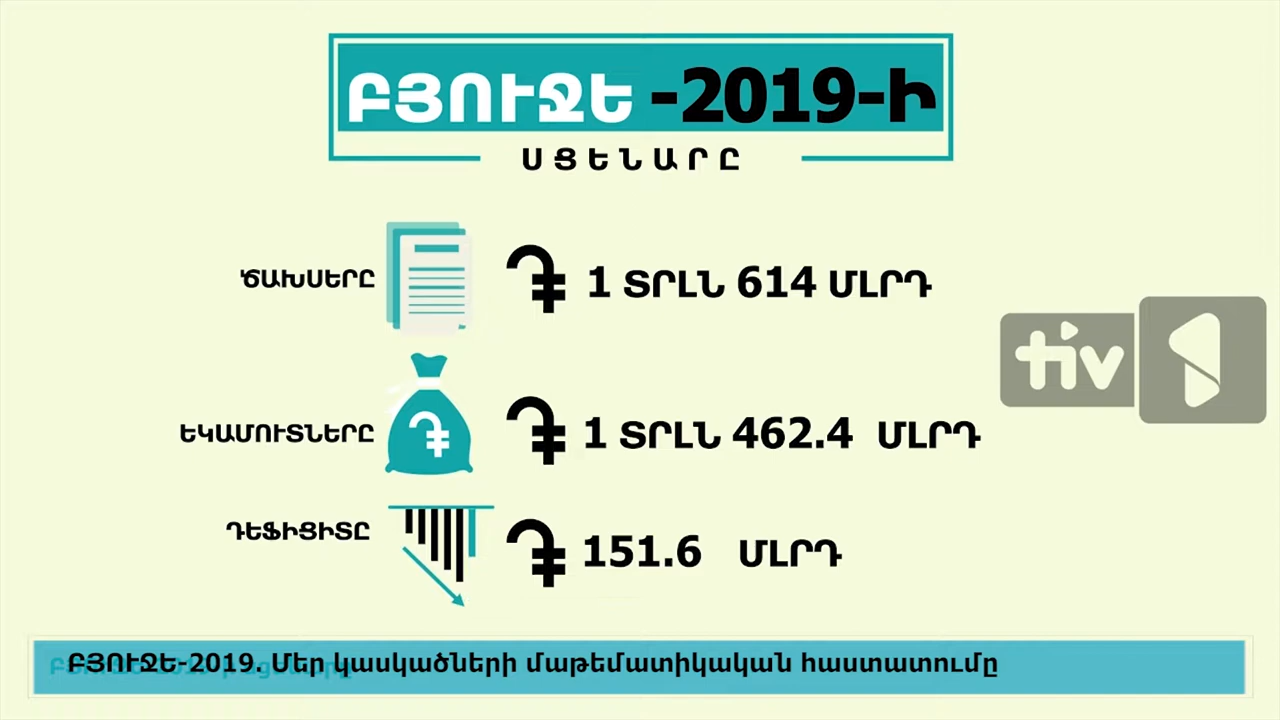 ԲՅՈՒՋԵ -2019-Ի
ՍՑԵՆԱՐԸ
ԾԱԽՍԵՐԸ
1 ՏՐԼՆ 614 ՄԼՐԴ
tiv 1
ԵԿԱՄՈՒՏՆԵՐԸ
1 ՏՐԼՆ 462.4 ՄԼՐԴ
ԴԵՖԻՑԻՏԸ
151.6 ՄԼՐԴ
ԲՅՈՒՋԵ-2019. Մեր կասկածների մաթեմատիկական հաստատումը